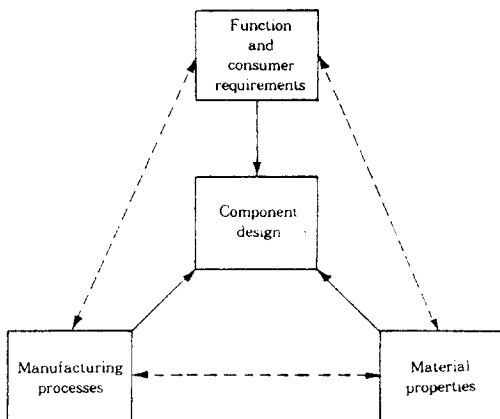 Function
and
consumer
requirements
Component
design
Manufacturing
processes
Material
properties